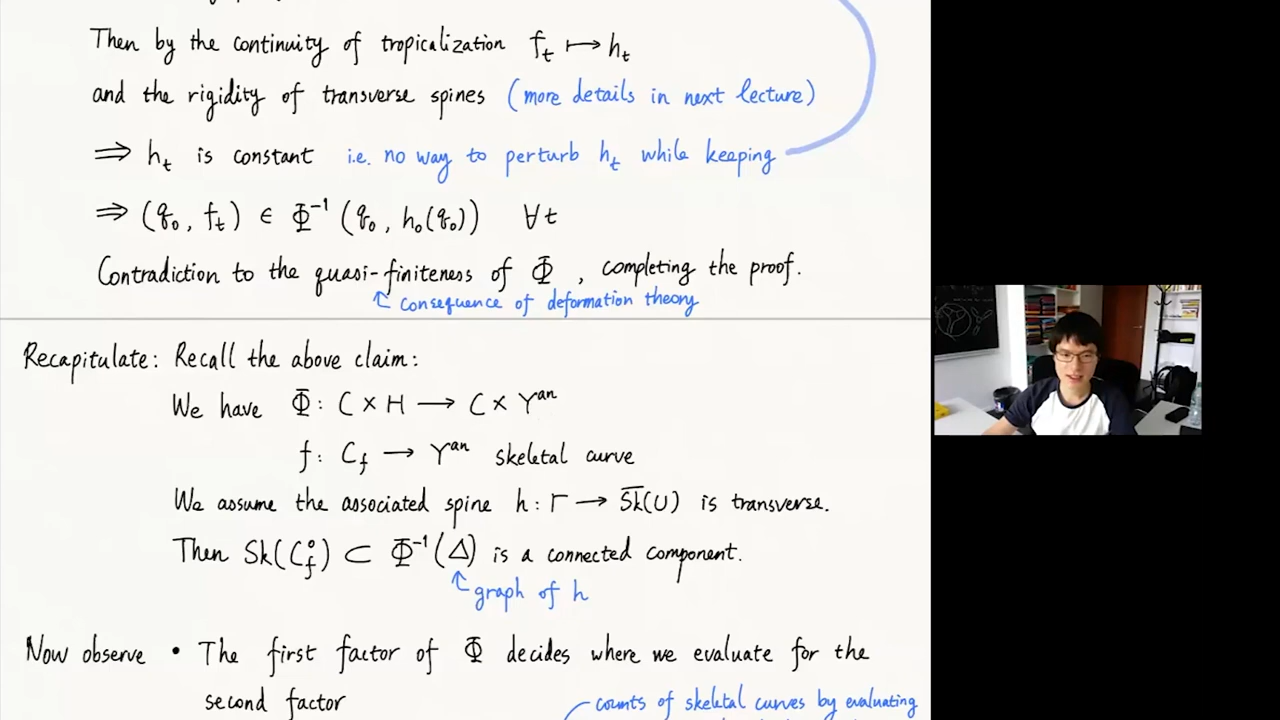 Then by the continuity of tropicalization f_t ↦ h_t
and the rigidity of transverse spines (more details in next lecture)
⇒ h_t is constant i.e. no way to perturb h_t while keeping
⇒ (q_0, f_t) ∈ Φ⁻¹(q_0, h_0(q_0)) ∀t
Contradiction to the quasi-finiteness of Φ, completing the proof.
↑ consequence of deformation theory
Recapitulate: Recall the above claim:
We have Φ: C × H → C × Y^an
f: C_f → Y^an skeletal curve
We assume the associated spine h: Γ → S̅k̅(U) is transverse.
Then Sk(C_f°) ⊂ Φ⁻¹(Δ) is a connected component.
↑ graph of h
Now observe • The first factor of Φ decides where we evaluate for the
second factor
counts of skeletal curves by evaluating